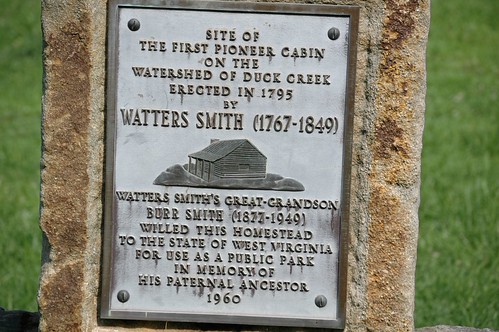 SITE OF
THE FIRST PIONEER CABIN
ON THE
WATERSHED OF DUCK CREEK
ERECTED IN 1795
BY
WATTERS SMITH (1767-1849)
WATTERS SMITH'S GREAT-GRANDSON
BURR SMITH (1877-1949)
WILLED THIS HOMESTEAD
TO THE STATE OF WEST VIRGINIA
FOR USE AS A PUBLIC PARK
IN MEMORY OF
HIS PATERNAL ANCESTOR
1960